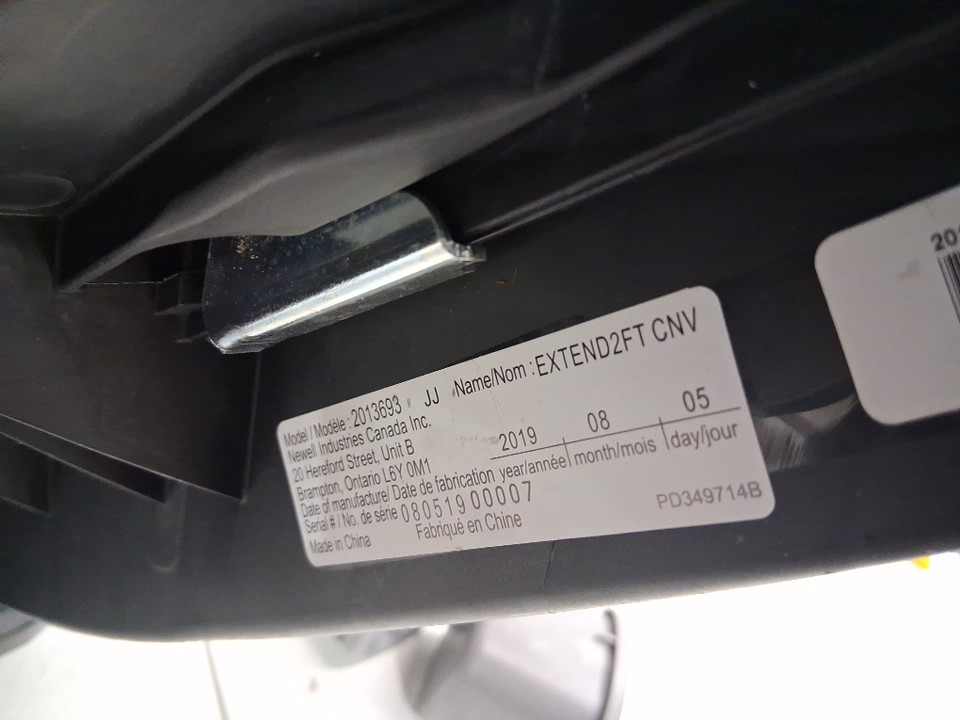 Model / Modèle : 2013693 JJ Name/Nom : EXTEND2FT CNV
Newell Industries Canada Inc.
20 Hereford Street, Unit B
Brampton, Ontario L6Y 0M1
2019 08 05
Date of manufacture/ Date de fabrication year/année month/mois day/jour
Serial # / No. de série 080519 00007
Made in China Fabriqué en Chine PD349714B